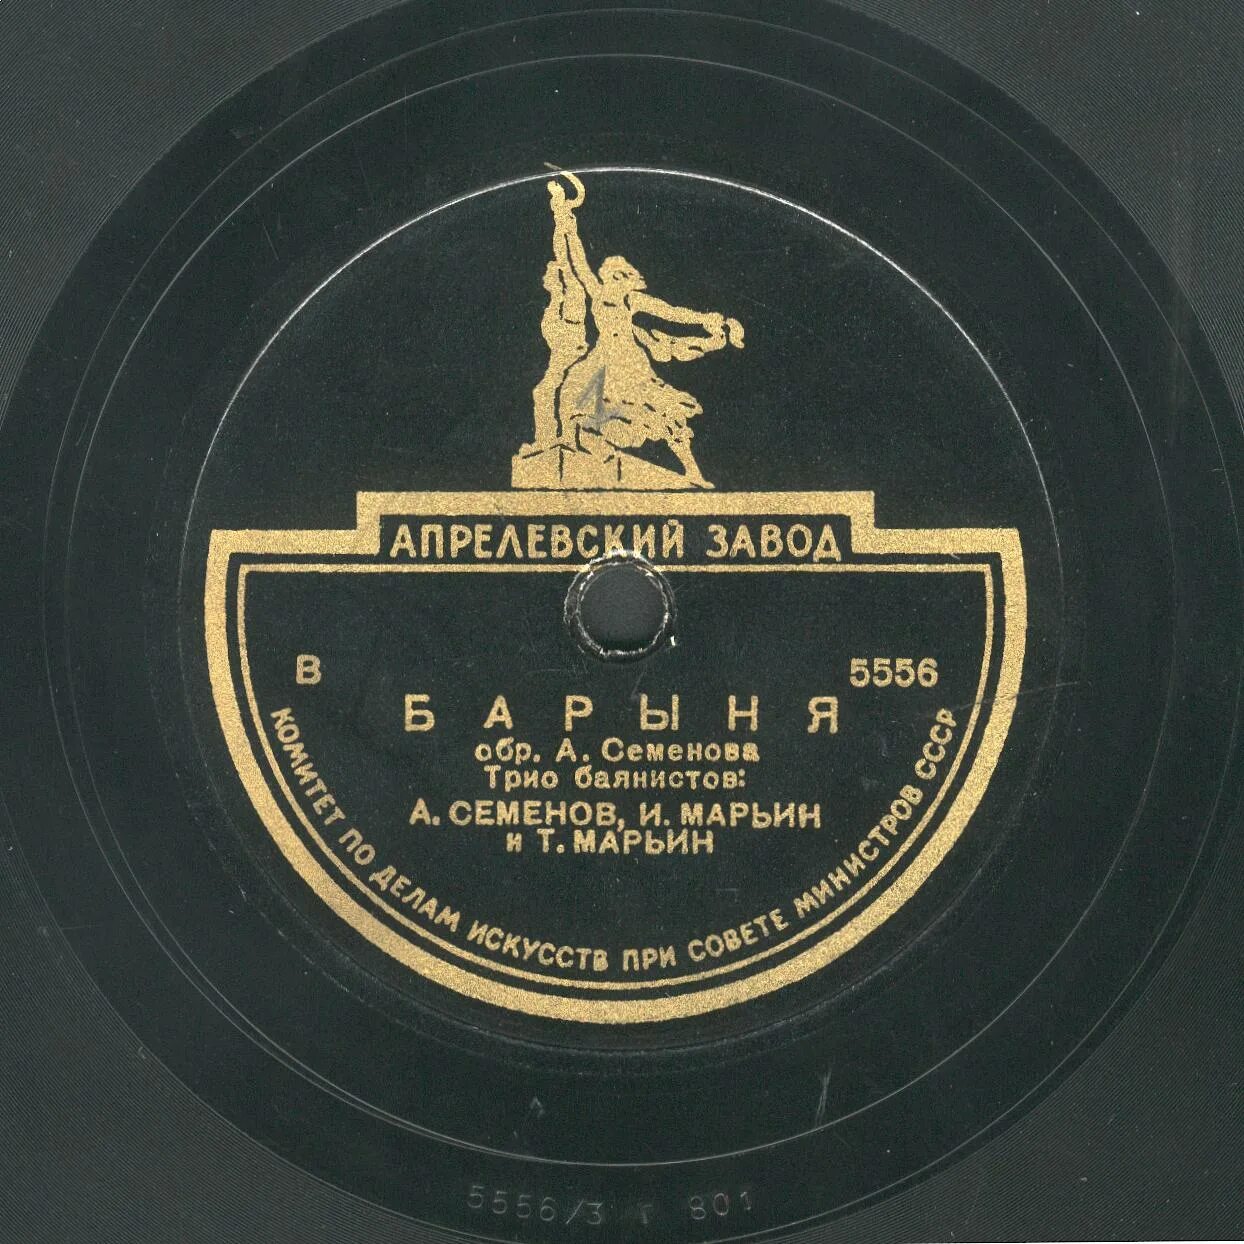 АПРЕЛЕВСКИЙ ЗАВОД
В 5556
БАРЫНЯ
обр. А. Семенова
Трио баянистов:
А. СЕМЕНОВ, И. МАРЬИН
и Т. МАРЬИН
КОМИТЕТ ПО ДЕЛАМ ИСКУССТВ ПРИ СОВЕТЕ МИНИСТРОВ СССР
5556/3 Г 801